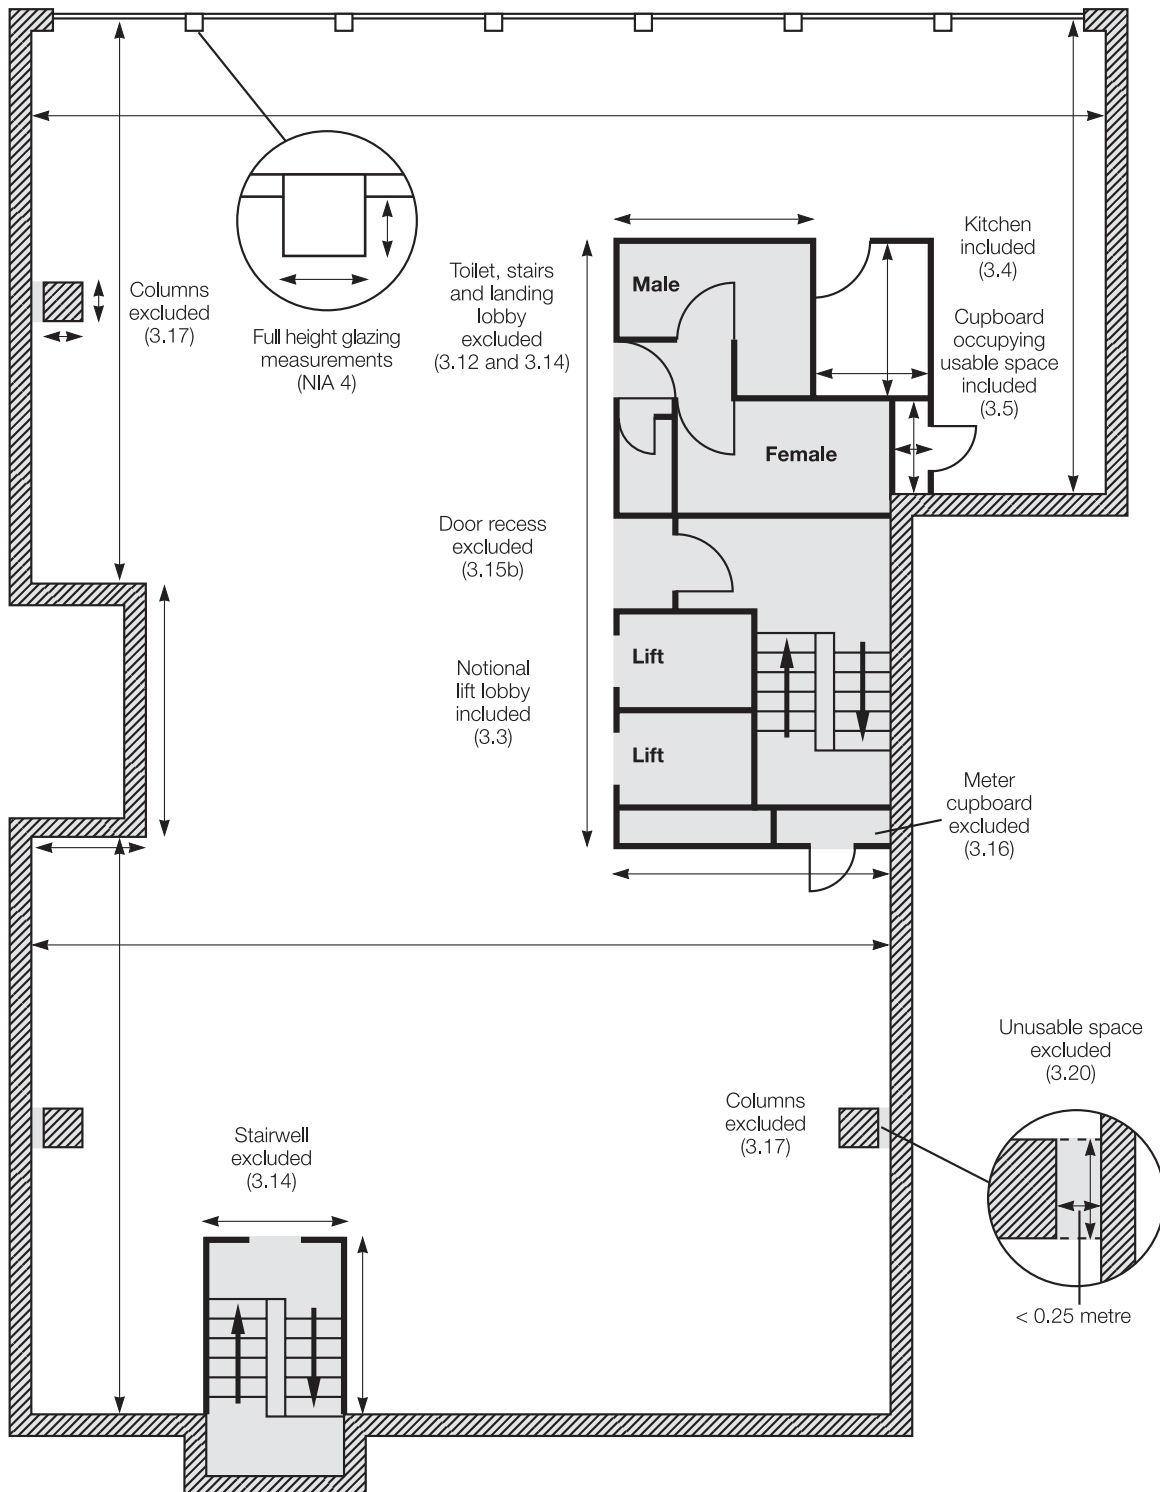 Male
Kitchen
included
(3.4)
Toilet, stairs
and landing
lobby
excluded
(3.12 and 3.14)
Columns
excluded
(3.17)
Cupboard
occupying
usable space
included
(3.5)
Full height glazing
measurements
(NIA 4)
Female
Door recess
excluded
(3.15b)
Lift
Notional
lift lobby
included
(3.3)
Lift
Meter
cupboard
excluded
(3.16)
Unusable space
excluded
(3.20)
Columns
excluded
(3.17)
Stairwell
excluded
(3.14)
< 0.25 metre